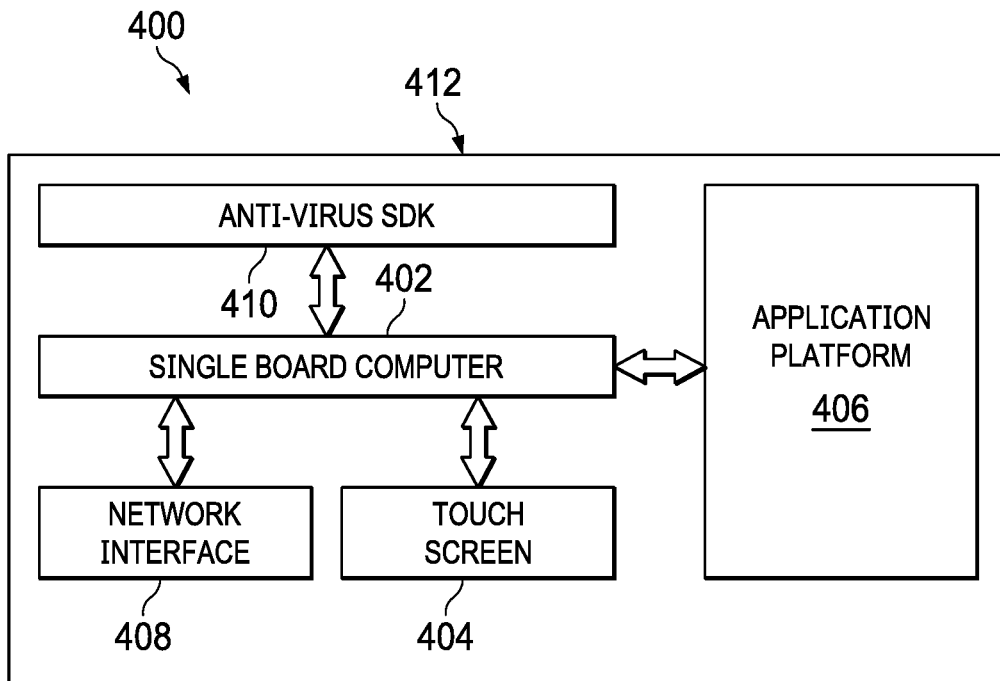 400
412
ANTI-VIRUS SDK
410
402
SINGLE BOARD COMPUTER
APPLICATION
PLATFORM
406
NETWORK
INTERFACE
408
TOUCH
SCREEN
404